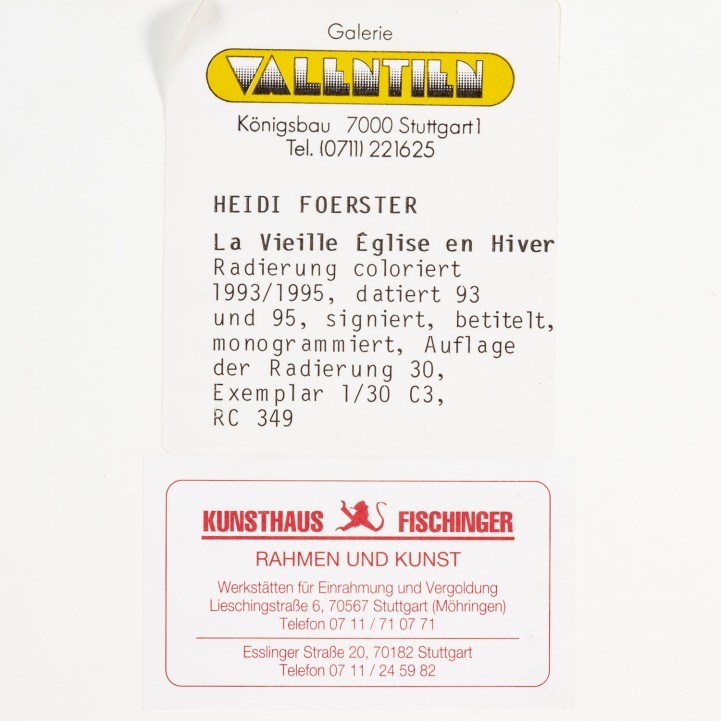 Galerie
VALENTIEN
Königsbau 7000 Stuttgart 1
Tel. (0711) 221625
HEIDI FOERSTER
La Vieille Église en Hiver
Radierung coloriert
1993/1995, datiert 93
und 95, signiert, betitelt,
monogrammiert, Auflage
der Radierung 30,
Exemplar 1/30 C3,
RC 349
KUNSTHAUS FISCHINGER
RAHMEN UND KUNST
Werkstätten für Einrahmung und Vergoldung
Lieschingstraße 6, 70567 Stuttgart (Möhringen)
Telefon 07 11 / 71 07 71
Esslinger Straße 20, 70182 Stuttgart
Telefon 07 11 / 24 59 82